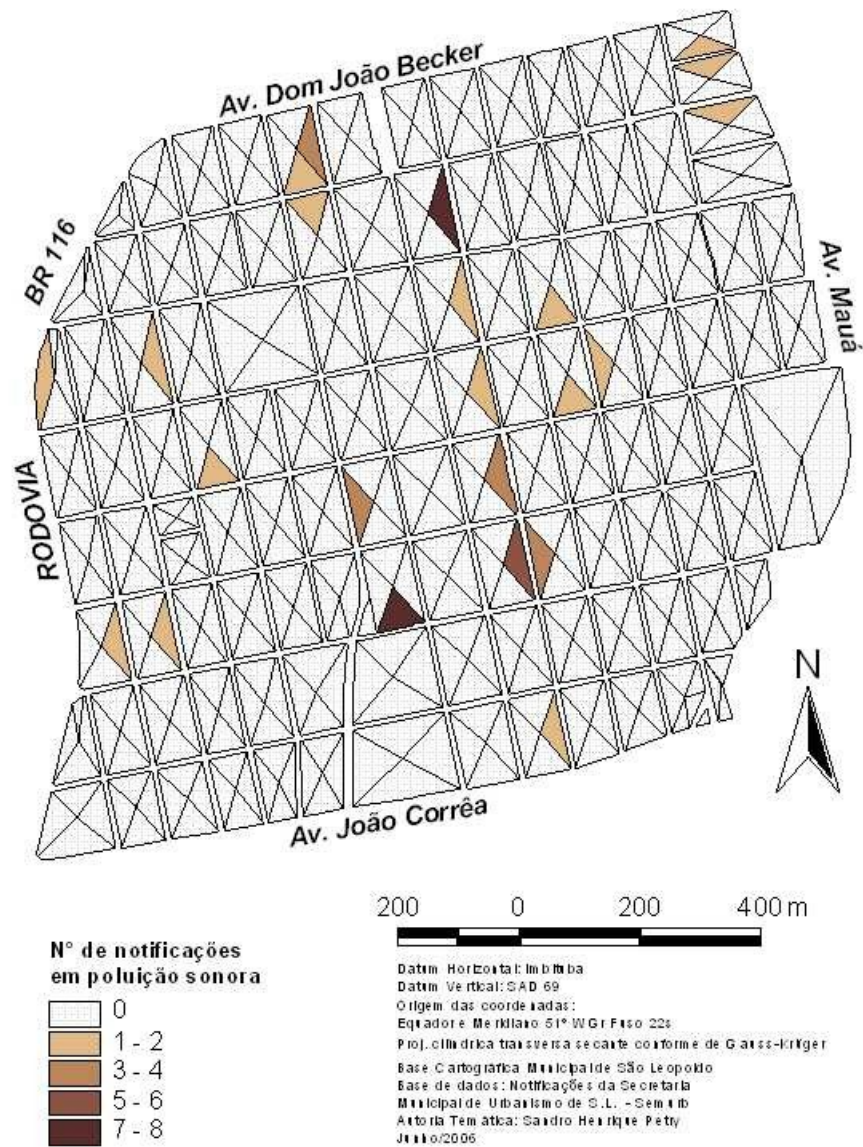 Av. Dom João Becker
BR 116
Av. Mauá
RODOVIA
N
Av. João Corrêa
200 0 200 400 m
N° de notificações
em poluição sonora
0
1 - 2
3 - 4
5 - 6
7 - 8
Datum Horizontal: Imbituba
Datum Vertical: SAD 69
Origem das coordenadas:
Equador e Meridiano 51° W Gr Fuso 22s
Proj. cilíndrica transversa secante conforme de Gauss-Krüger
Base Cartográfica Municipal de São Leopoldo
Base de dados: Notificações da Secretaria
Municipal de Urbanismo de S.L. - Semurb
Autoria Temática: Sandro Henrique Petry
Junho/2006